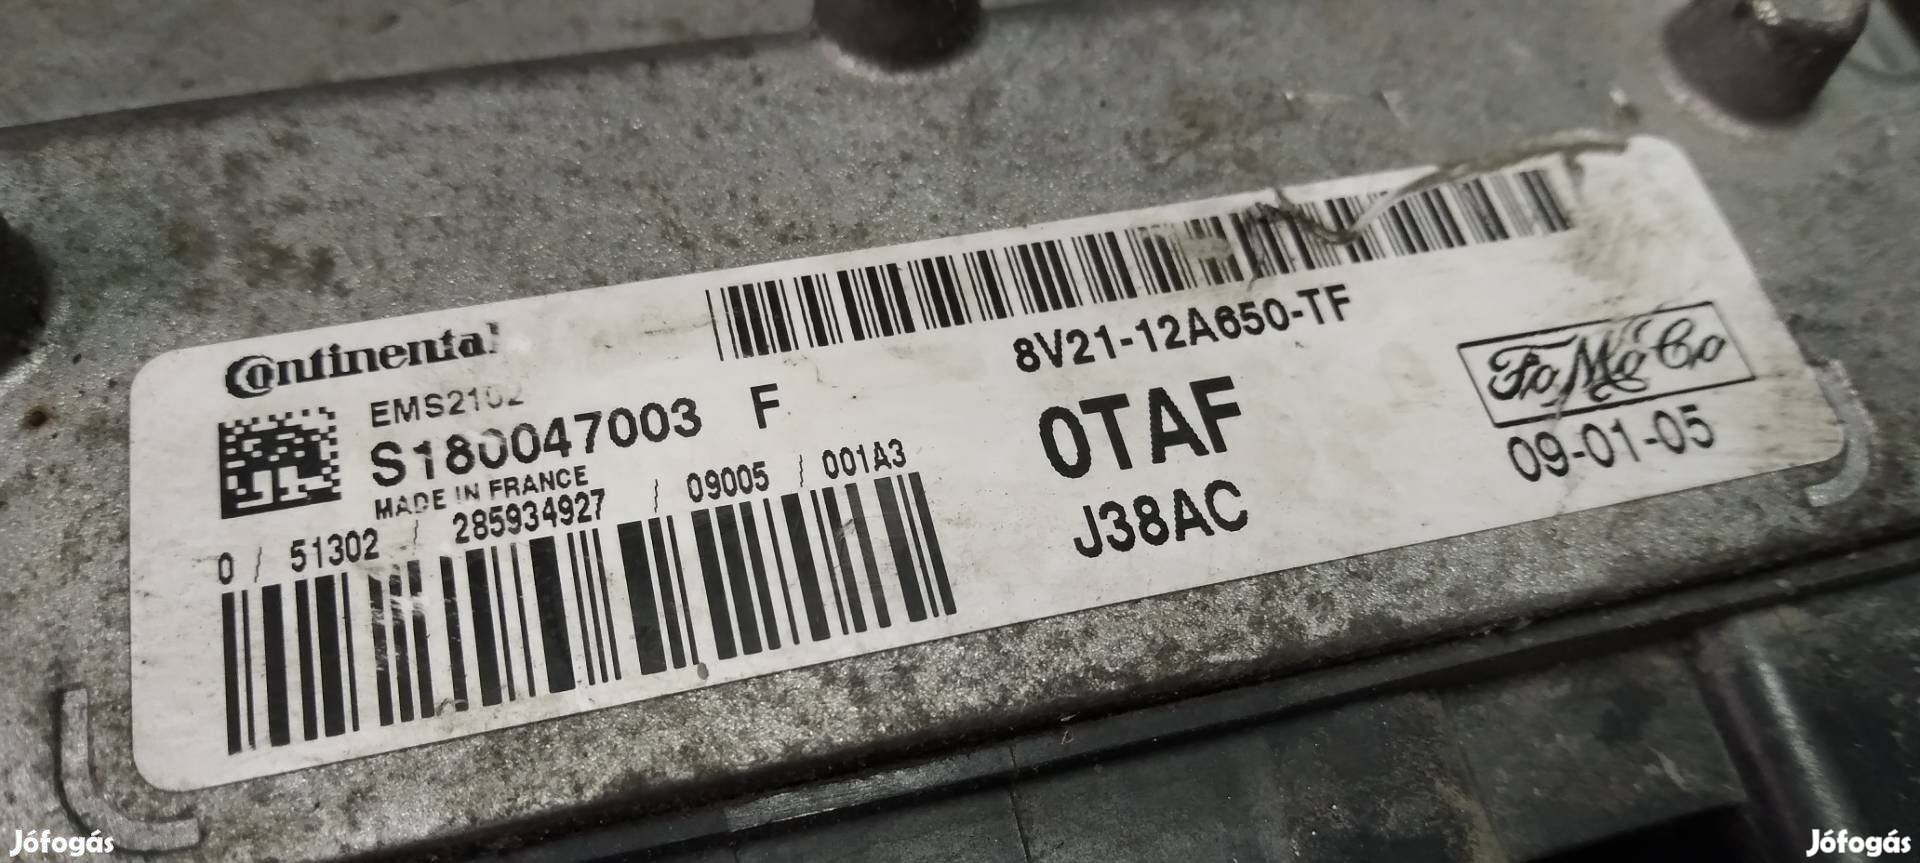 Continental
EMS2102
S180047003 F
MADE IN FRANCE
0 / 51302 / 285934927 / 09005 / 001A3
8V21-12A650-TF
0TAF
J38AC
FoMoCo
09-01-05
Jófogás
Jófogás